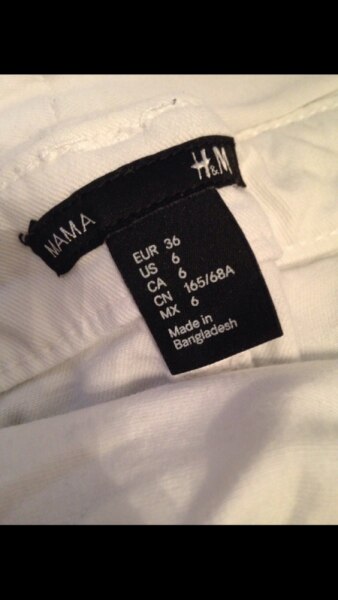 MAMA H&M
EUR 36
US 6
CA 6
CN 165/68A
MX 6
Made in
Bangladesh